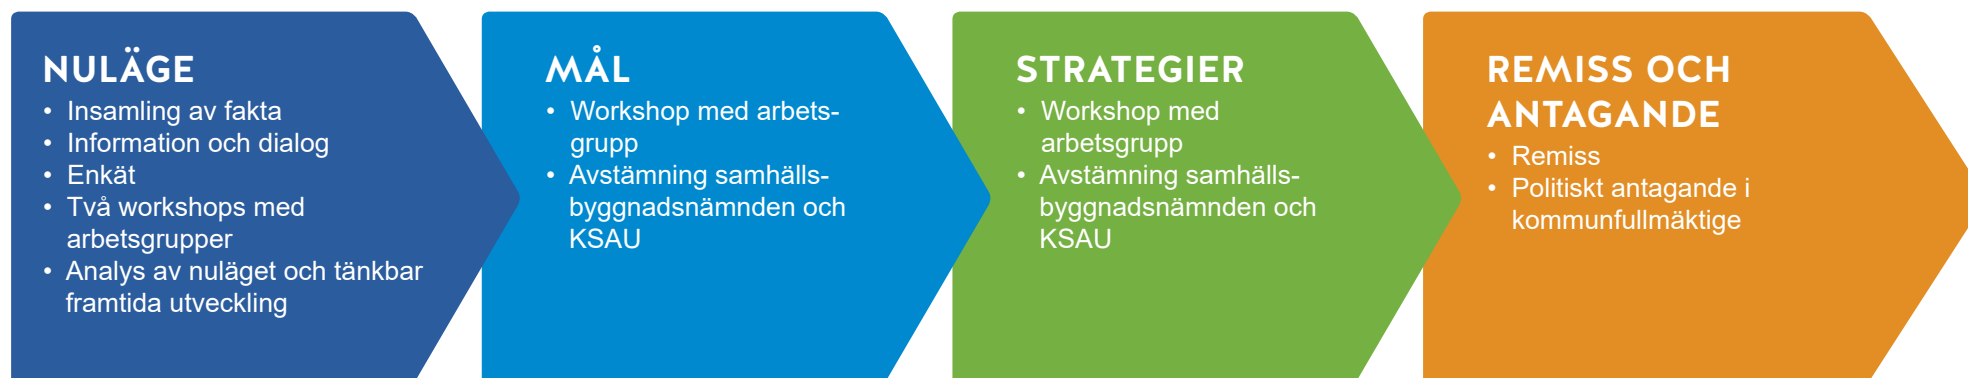 NULÄGE
• Insamling av fakta
• Information och dialog
• Enkät
• Två workshops med
arbetsgrupper
• Analys av nuläget och tänkbar
framtida utveckling
MÅL
• Workshop med arbets-
grupp
• Avstämning samhälls-
byggnadsnämnden och
KSAU
STRATEGIER
• Workshop med
arbetsgrupp
• Avstämning samhälls-
byggnadsnämnden och
KSAU
REMISS OCH
ANTAGANDE
• Remiss
• Politiskt antagande i
kommunfullmäktige